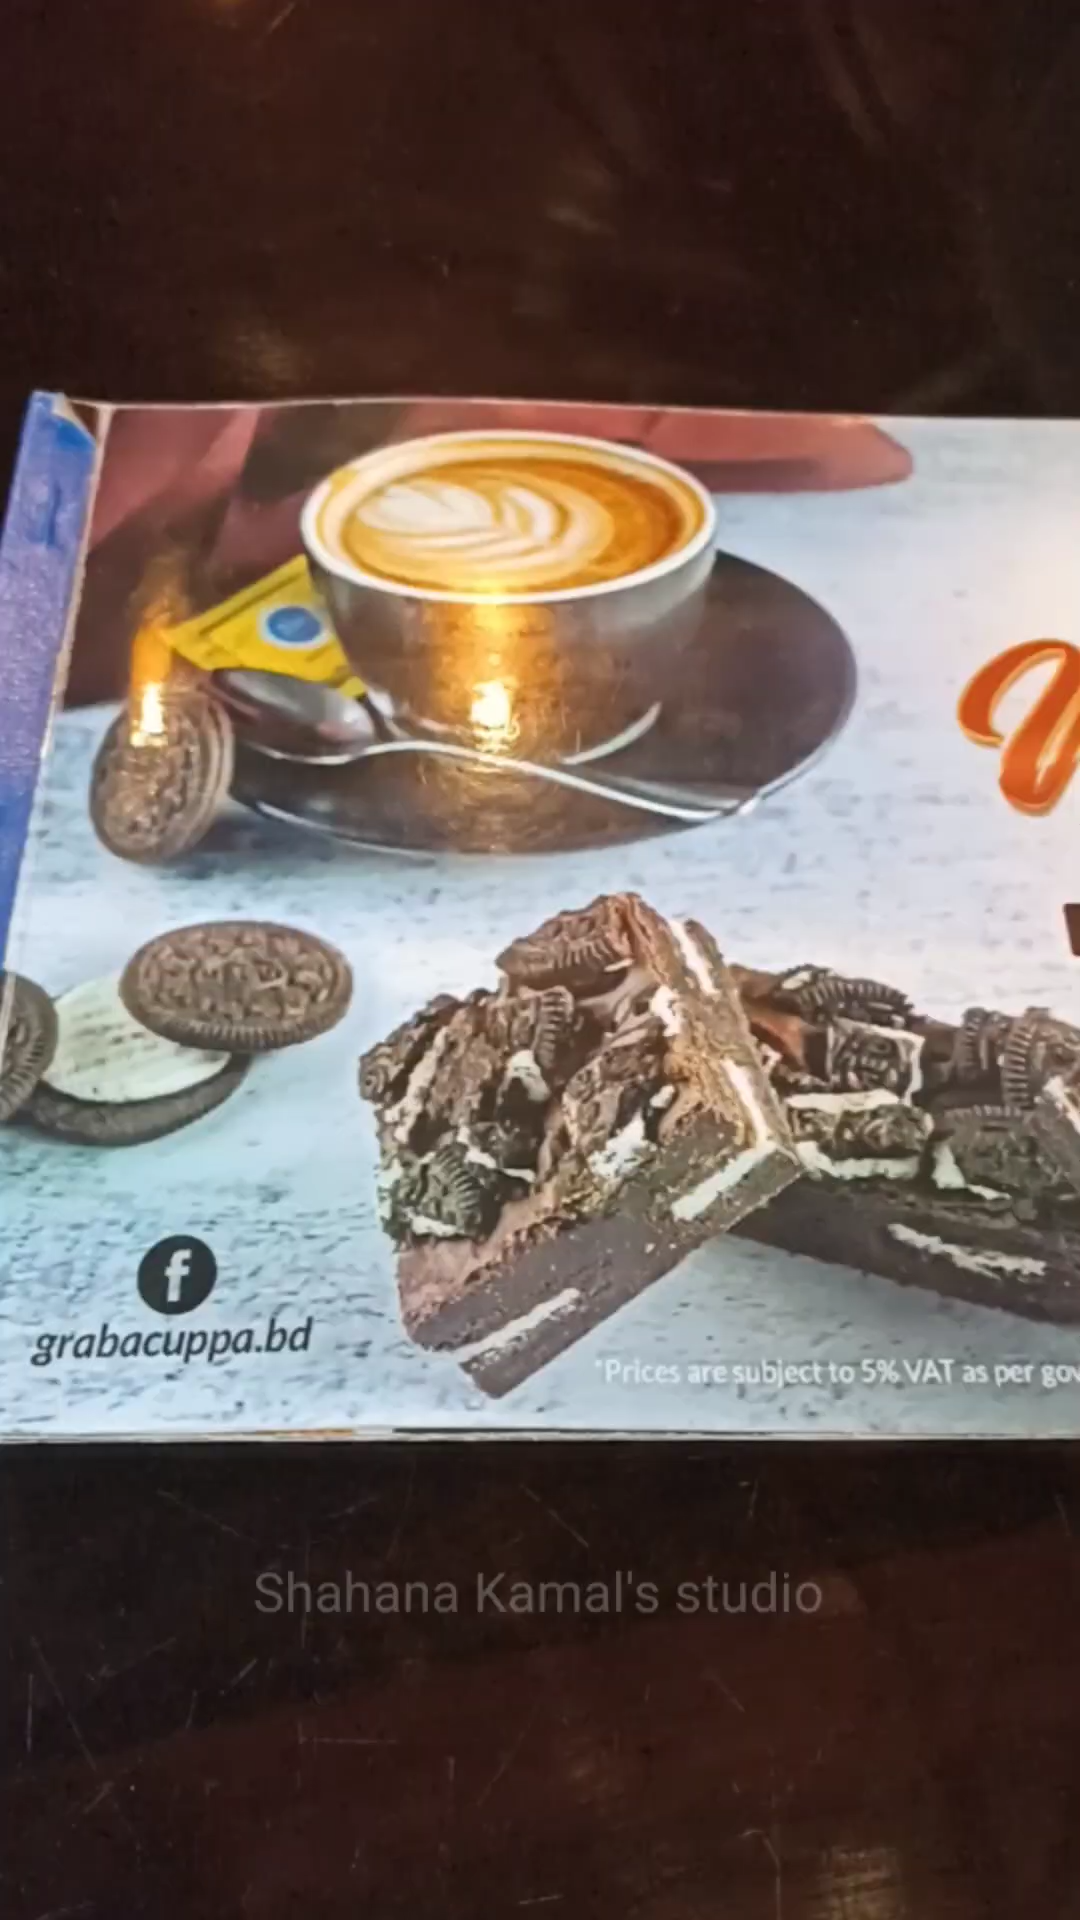 f
grabacuppa.bd
*Prices are subject to 5% VAT as per gov
Shahana Kamal's studio